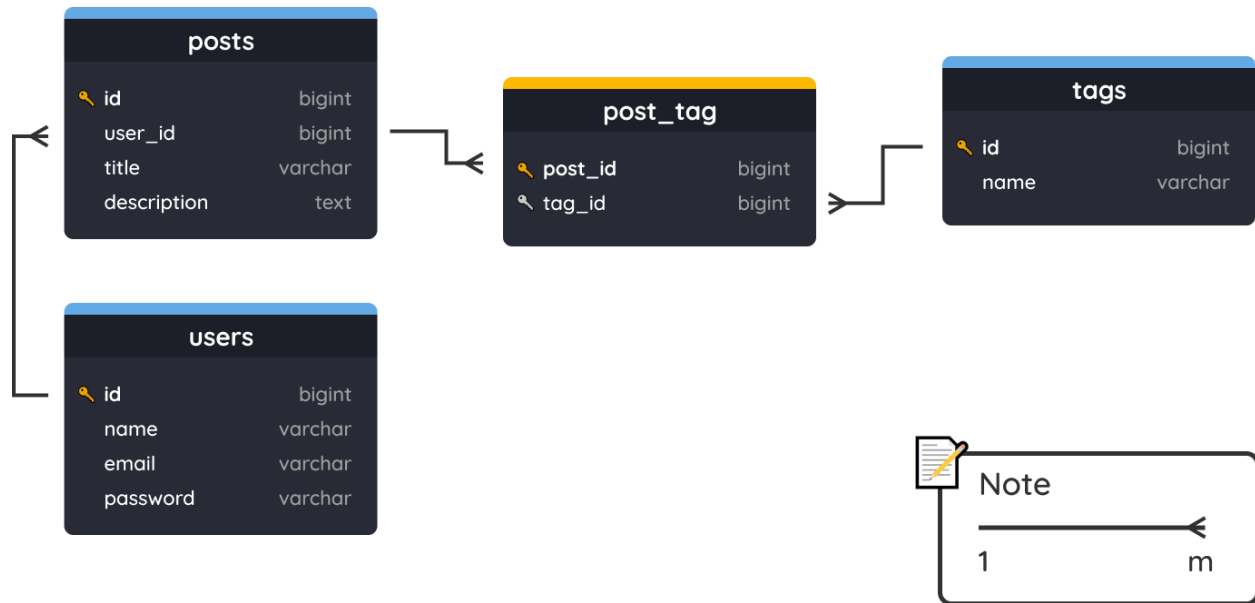 posts
id bigint
user_id bigint
title varchar
description text
post_tag
post_id bigint
tag_id bigint
tags
id bigint
name varchar
users
id bigint
name varchar
email varchar
password varchar
Note
1 m